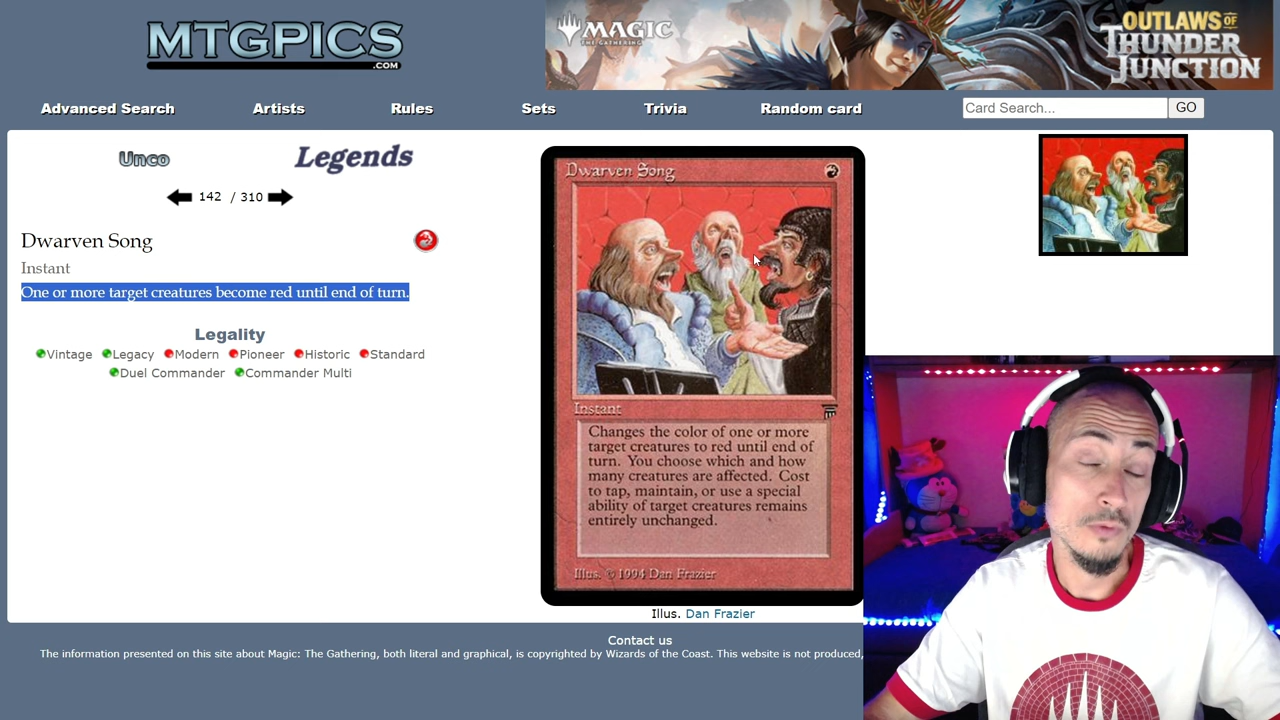 MTGPICS
.COM
MAGIC
THE GATHERING
OUTLAWS OF
THUNDER
JUNCTION
Advanced Search
Artists
Rules
Sets
Trivia
Random card
Card Search...
GO
Unco
Legends
142 / 310
Dwarven Song
Instant
One or more target creatures become red until end of turn.
Legality
Vintage Legacy Modern Pioneer Historic Standard
Duel Commander Commander Multi
Dwarven Song
Instant
Changes the color of one or more
target creatures to red until end of
turn. You choose which and how
many creatures are affected. Cost
to tap, maintain, or use a special
ability of target creatures remains
entirely unchanged.
Illus. © 1994 Dan Frazier
Illus. Dan Frazier
Contact us
The information presented on this site about Magic: The Gathering, both literal and graphical, is copyrighted by Wizards of the Coast. This website is not produced,